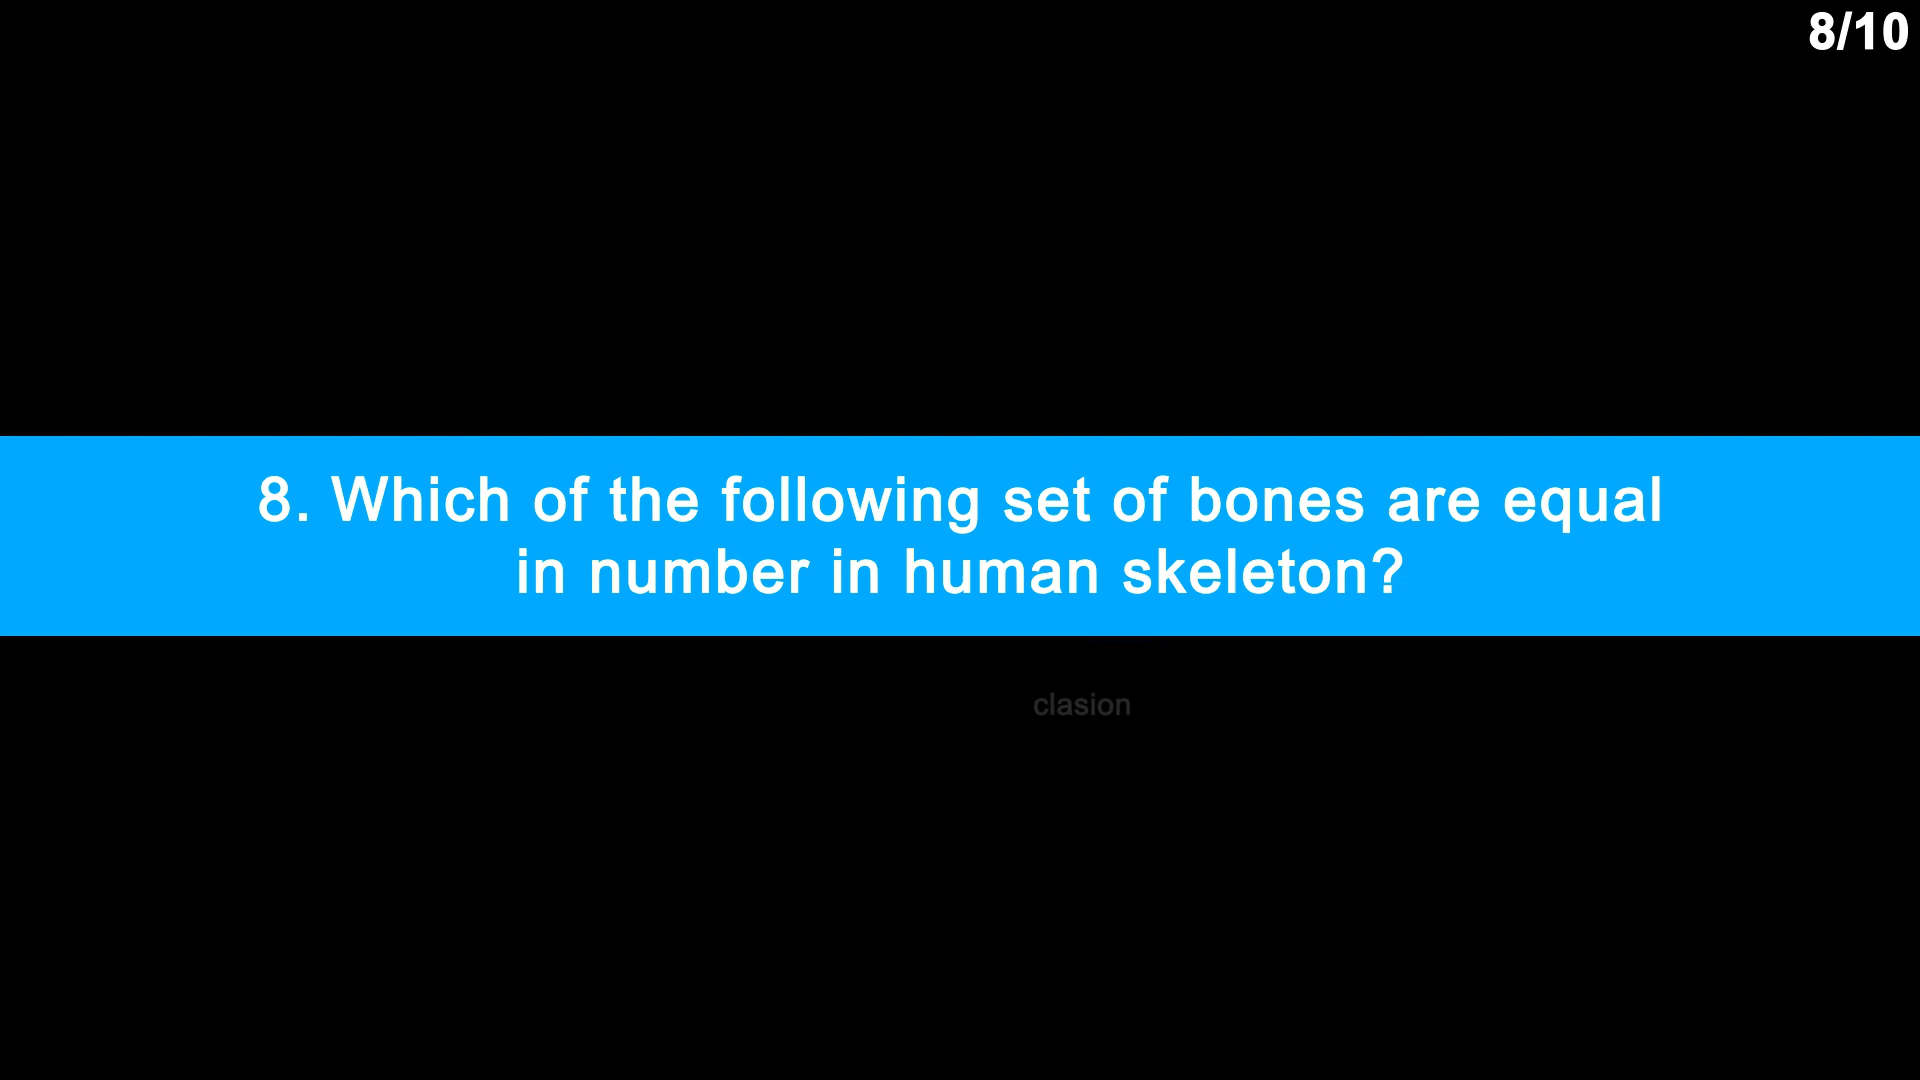 8/10
8. Which of the following set of bones are equal
in number in human skeleton?
clasion